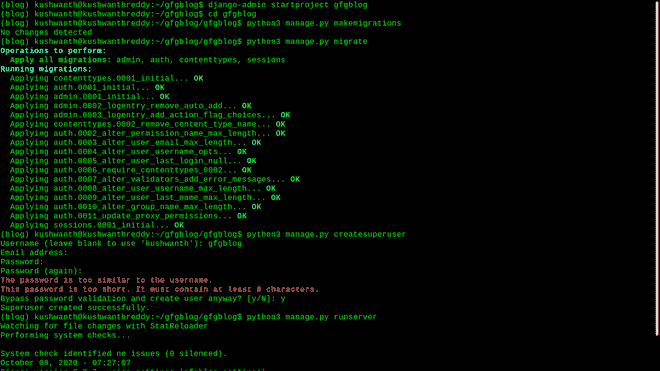 (blog) kushwanth@kushwanthreddy:~/gfgblog$ django-admin startproject gfgblog
(blog) kushwanth@kushwanthreddy:~/gfgblog$ cd gfgblog
(blog) kushwanth@kushwanthreddy:~/gfgblog/gfgblog$ python3 manage.py makemigrations
No changes detected
(blog) kushwanth@kushwanthreddy:~/gfgblog/gfgblog$ python3 manage.py migrate
Operations to perform:
  Apply all migrations: admin, auth, contenttypes, sessions
Running migrations:
  Applying contenttypes.0001_initial... OK
  Applying auth.0001_initial... OK
  Applying admin.0001_initial... OK
  Applying admin.0002_logentry_remove_auto_add... OK
  Applying admin.0003_logentry_add_action_flag_choices... OK
  Applying contenttypes.0002_remove_content_type_name... OK
  Applying auth.0002_alter_permission_name_max_length... OK
  Applying auth.0003_alter_user_email_max_length... OK
  Applying auth.0004_alter_user_username_opts... OK
  Applying auth.0005_alter_user_last_login_null... OK
  Applying auth.0006_require_contenttypes_0002... OK
  Applying auth.0007_alter_validators_add_error_messages... OK
  Applying auth.0008_alter_user_username_max_length... OK
  Applying auth.0009_alter_user_last_name_max_length... OK
  Applying auth.0010_alter_group_name_max_length... OK
  Applying auth.0011_update_proxy_permissions... OK
  Applying sessions.0001_initial... OK
(blog) kushwanth@kushwanthreddy:~/gfgblog/gfgblog$ python3 manage.py createsuperuser
Username (leave blank to use 'kushwanth'): gfgblog
Email address:
Password:
Password (again):
The password is too similar to the username.
This password is too short. It must contain at least 8 characters.
Bypass password validation and create user anyway? [y/N]: y
Superuser created successfully.
(blog) kushwanth@kushwanthreddy:~/gfgblog/gfgblog$ python3 manage.py runserver
Watching for file changes with StatReloader
Performing system checks...
System check identified no issues (0 silenced).
October 08, 2020 - 07:27:07